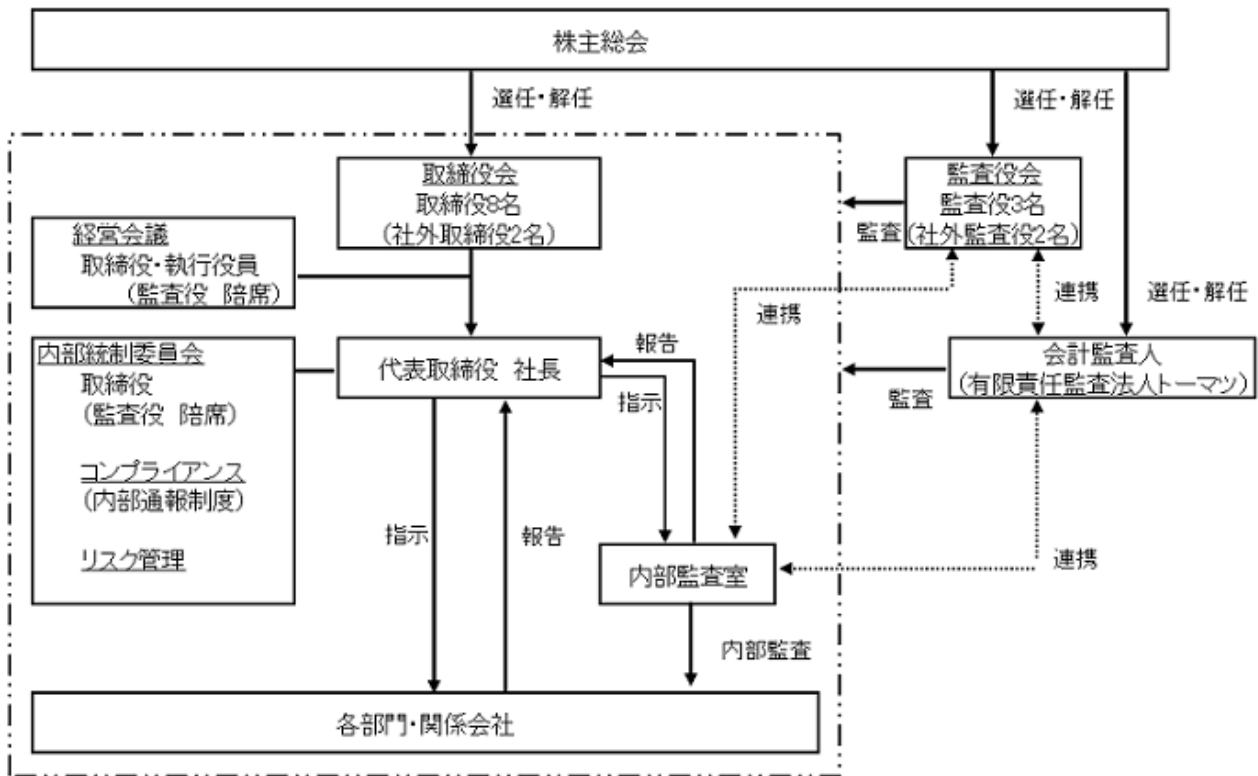 株主総会
選任・解任
選任・解任
取締役会
取締役8名
(社外取締役2名)
監査役会
監査役3名
(社外監査役2名)
監査
経営会議
取締役・執行役員
(監査役 陪席)
連携
連携
選任・解任
内部統制委員会
取締役
(監査役 陪席)
コンプライアンス
(内部通報制度)
リスク管理
代表取締役 社長
報告
指示
会計監査人
(有限責任監査法人トーマツ)
監査
指示
報告
内部監査室
連携
内部監査
各部門・関係会社